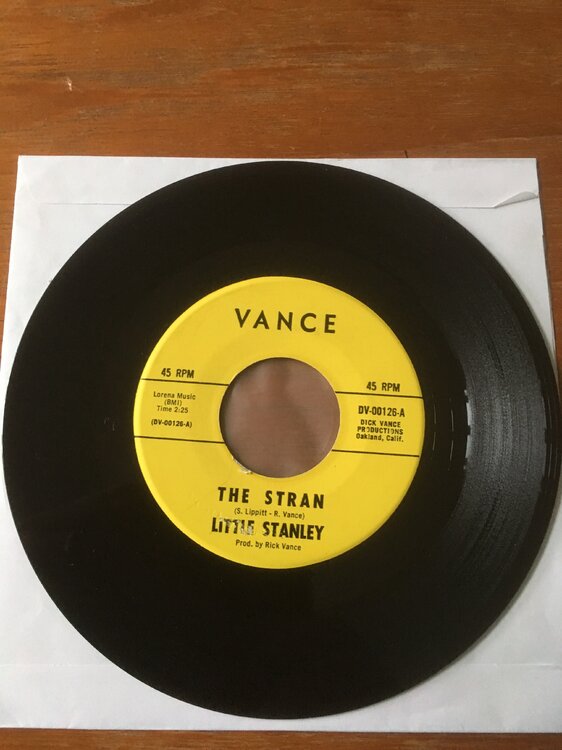 VANCE
45 RPM
45 RPM
Lorena Music
(BMI)
Time 2:25
(DV-00126-A)
DV-00126-A
DICK VANCE
PRODUCTIONS
Oakland, Calif.
THE STRAN
(S. Lippitt - R. Vance)
LITTLE STANLEY
Prod. by Rick Vance